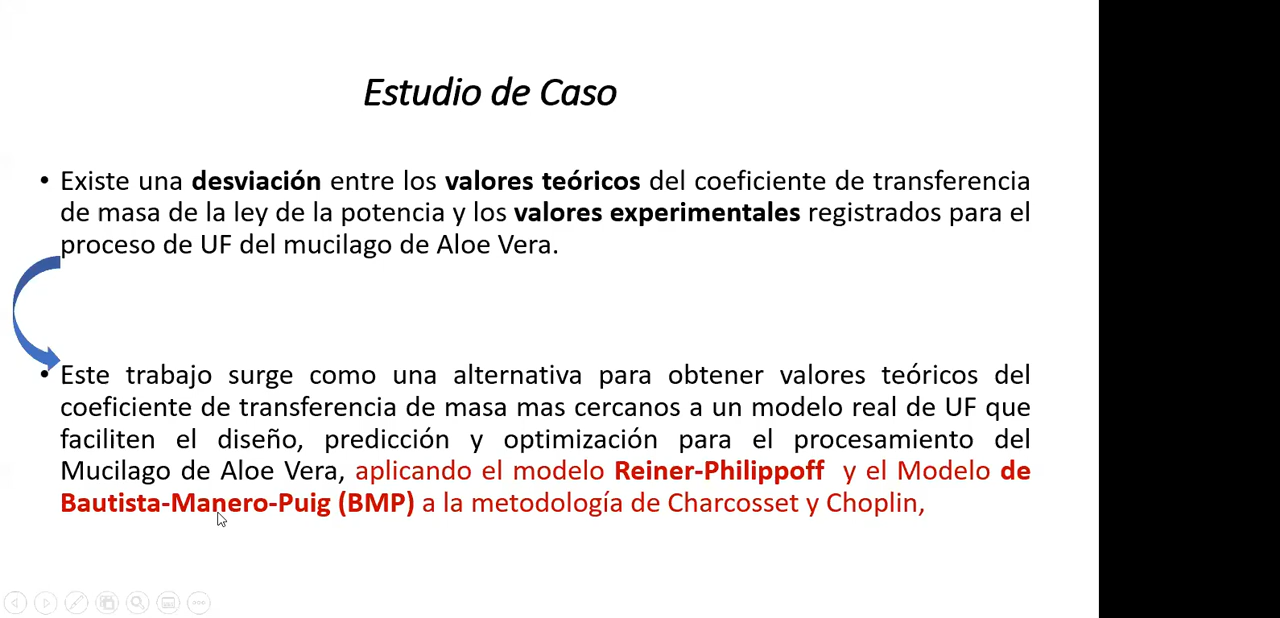 Estudio de Caso
• Existe una desviación entre los valores teóricos del coeficiente de transferencia
de masa de la ley de la potencia y los valores experimentales registrados para el
proceso de UF del mucilago de Aloe Vera.
• Este trabajo surge como una alternativa para obtener valores teóricos del
coeficiente de transferencia de masa mas cercanos a un modelo real de UF que
faciliten el diseño, predicción y optimización para el procesamiento del
Mucilago de Aloe Vera, aplicando el modelo Reiner-Philippoff y el Modelo de
Bautista-Manero-Puig (BMP) a la metodología de Charcosset y Choplin,